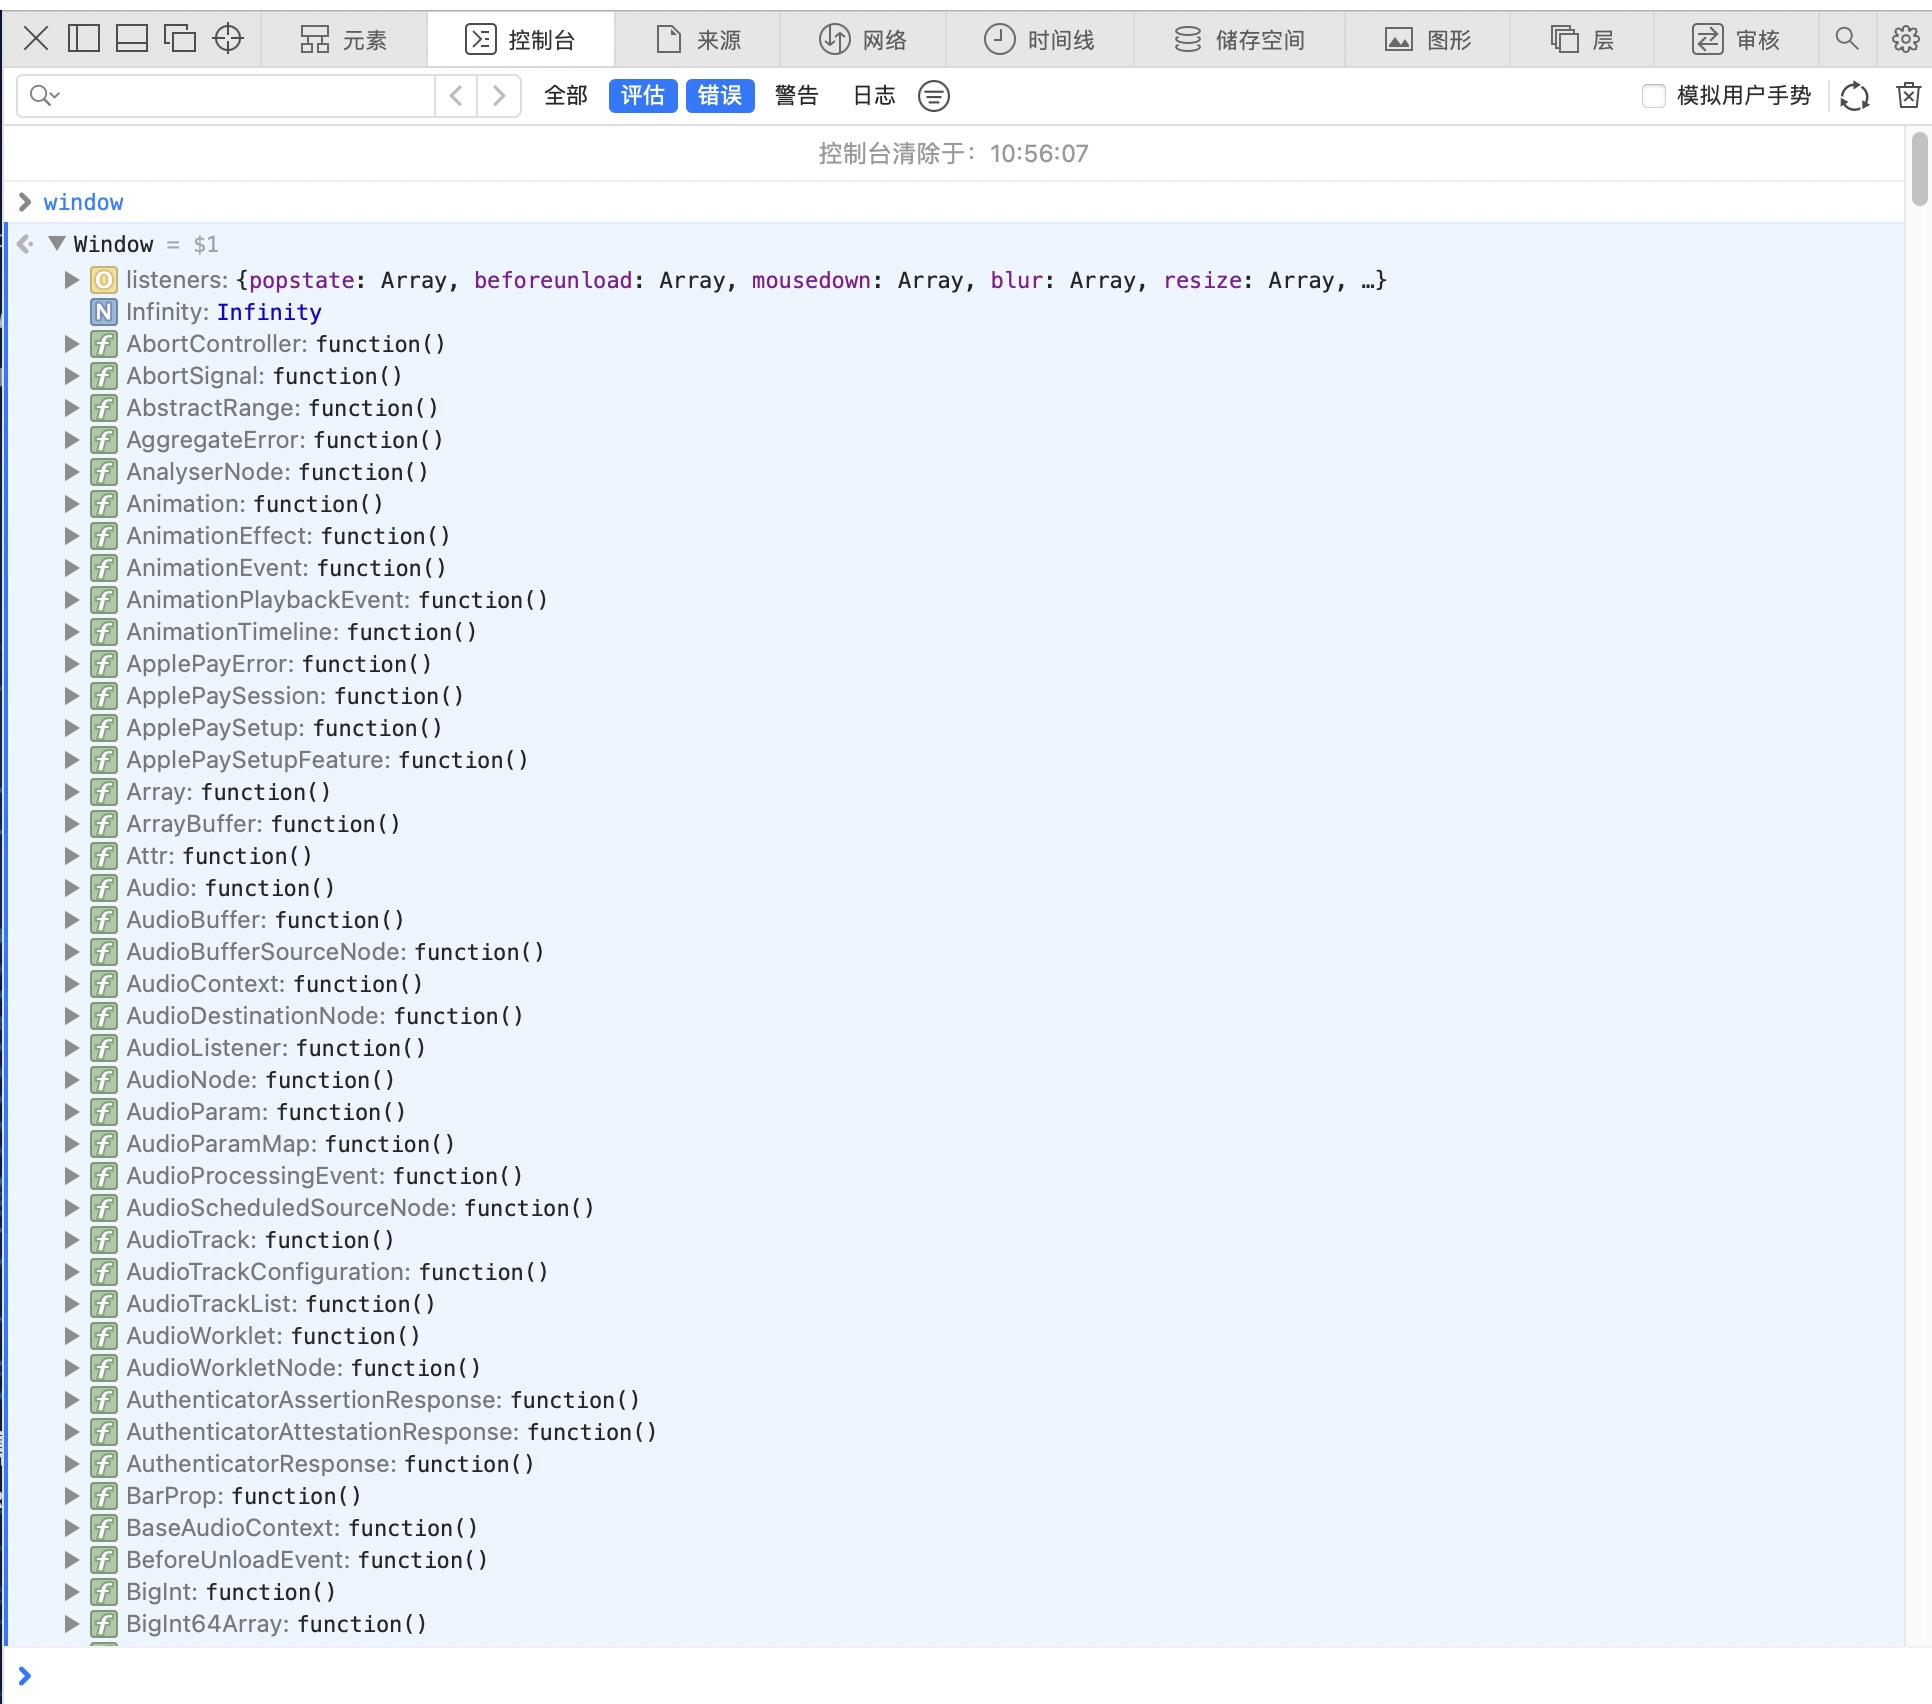 元素 控制台 来源 网络 时间线 储存空间 图形 层 审核
全部 评估 错误 警告 日志 模拟用户手势
控制台清除于：10:56:07
window
Window = $1
O listeners: {popstate: Array, beforeunload: Array, mousedown: Array, blur: Array, resize: Array, …}
N Infinity: Infinity
f AbortController: function()
f AbortSignal: function()
f AbstractRange: function()
f AggregateError: function()
f AnalyserNode: function()
f Animation: function()
f AnimationEffect: function()
f AnimationEvent: function()
f AnimationPlaybackEvent: function()
f AnimationTimeline: function()
f ApplePayError: function()
f ApplePaySession: function()
f ApplePaySetup: function()
f ApplePaySetupFeature: function()
f Array: function()
f ArrayBuffer: function()
f Attr: function()
f Audio: function()
f AudioBuffer: function()
f AudioBufferSourceNode: function()
f AudioContext: function()
f AudioDestinationNode: function()
f AudioListener: function()
f AudioNode: function()
f AudioParam: function()
f AudioParamMap: function()
f AudioProcessingEvent: function()
f AudioScheduledSourceNode: function()
f AudioTrack: function()
f AudioTrackConfiguration: function()
f AudioTrackList: function()
f AudioWorklet: function()
f AudioWorkletNode: function()
f AuthenticatorAssertionResponse: function()
f AuthenticatorAttestationResponse: function()
f AuthenticatorResponse: function()
f BarProp: function()
f BaseAudioContext: function()
f BeforeUnloadEvent: function()
f BigInt: function()
f BigInt64Array: function()